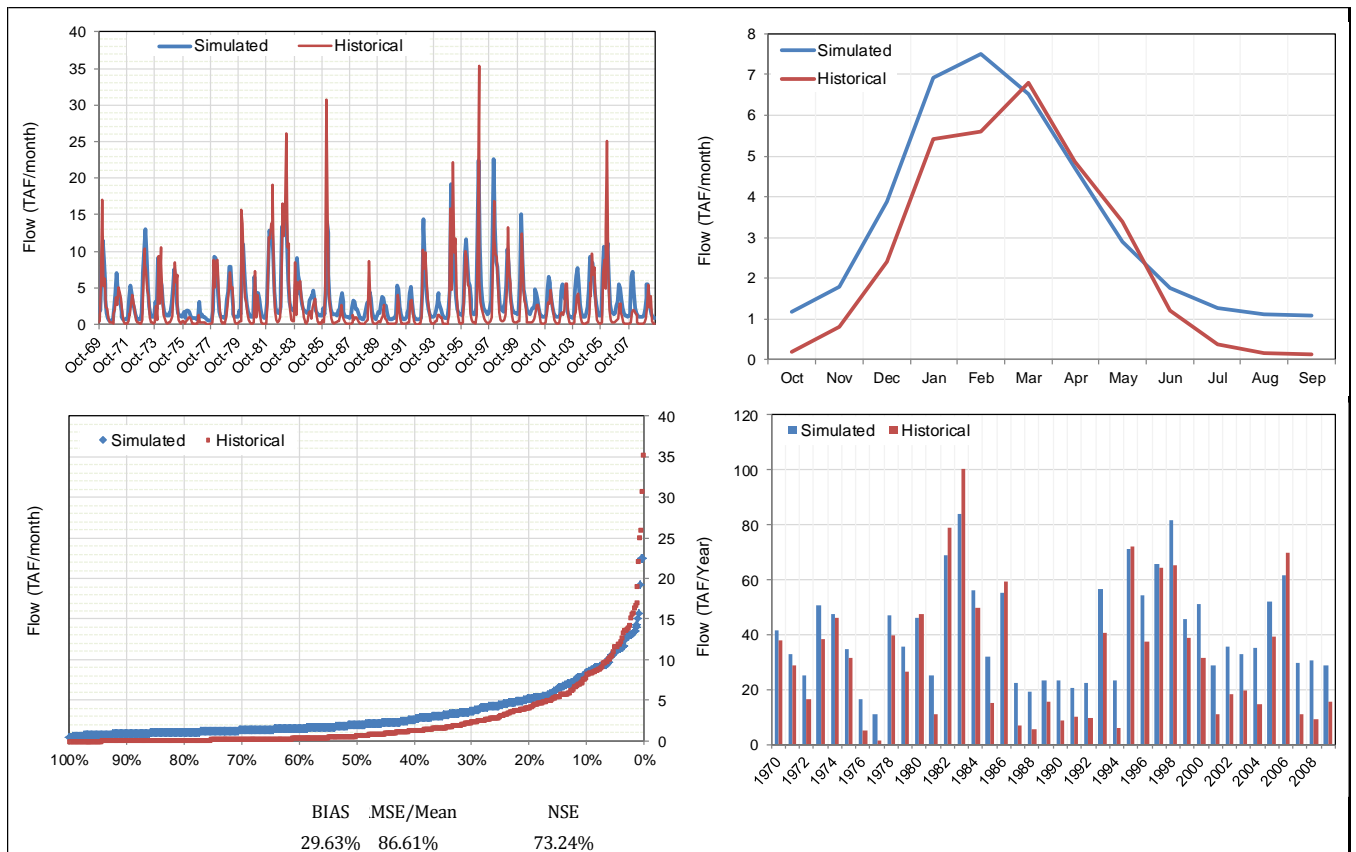 Simulated Historical
Flow (TAF/month)
40
35
30
25
20
15
10
5
0
Oct-69 Oct-71 Oct-73 Oct-75 Oct-77 Oct-79 Oct-81 Oct-83 Oct-85 Oct-87 Oct-89 Oct-91 Oct-93 Oct-95 Oct-97 Oct-99 Oct-01 Oct-03 Oct-05 Oct-07
Simulated
Historical
Flow (TAF/month)
8
7
6
5
4
3
2
1
0
Oct Nov Dec Jan Feb Mar Apr May Jun Jul Aug Sep
Simulated Historical
Flow (TAF/month)
40
35
30
25
20
15
10
5
0
100% 90% 80% 70% 60% 50% 40% 30% 20% 10% 0%
BIAS .MSE/Mean NSE
29.63% 86.61% 73.24%
Simulated Historical
Flow (TAF/Year)
120
100
80
60
40
20
0
1970 1972 1974 1976 1978 1980 1982 1984 1986 1988 1990 1992 1994 1996 1998 2000 2002 2004 2006 2008